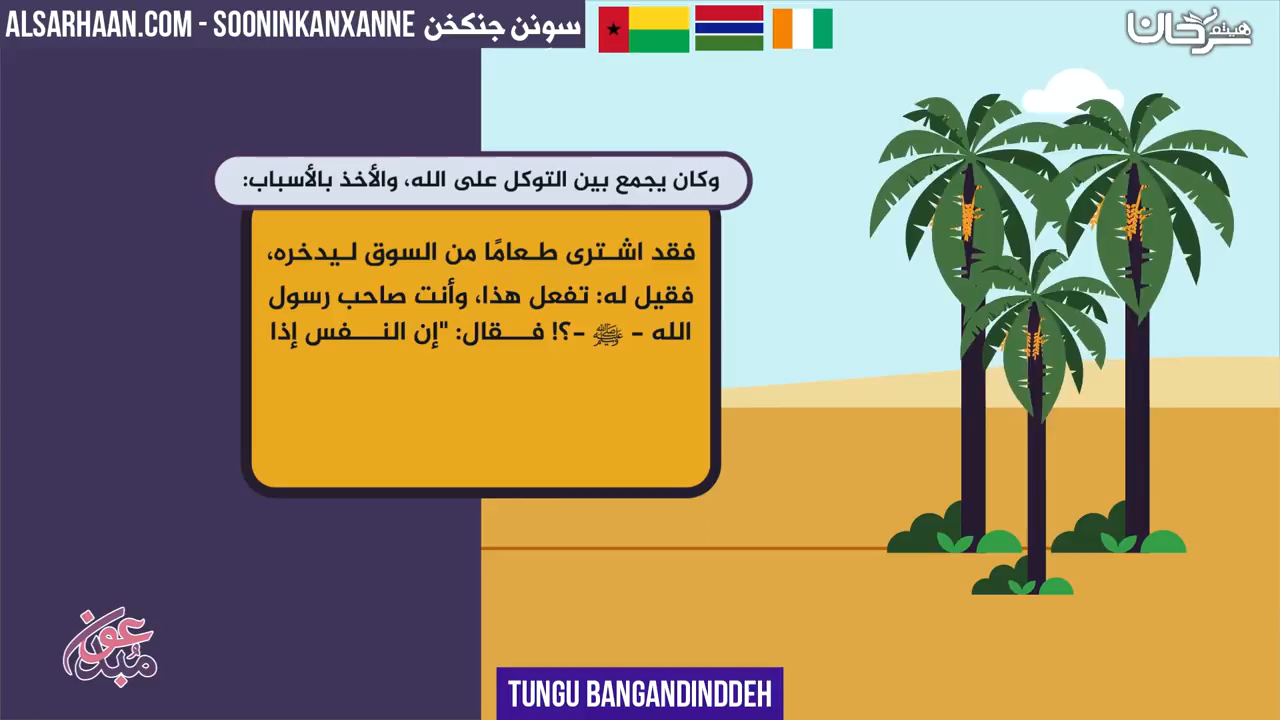 ALSARHAAN.COM - SOONINKANXANNE سونن جنكخن
هيثم سرحان
وكان يجمع بين التوكل على الله، والأخذ بالأسباب:
فقد اشترى طعامًا من السوق ليدخره،
فقيل له: تفعل هذا، وأنت صاحب رسول
الله - ﷺ -؟! فقال: "إن النفس إذا
مبدعون
TUNGU BANGANDINDDEH